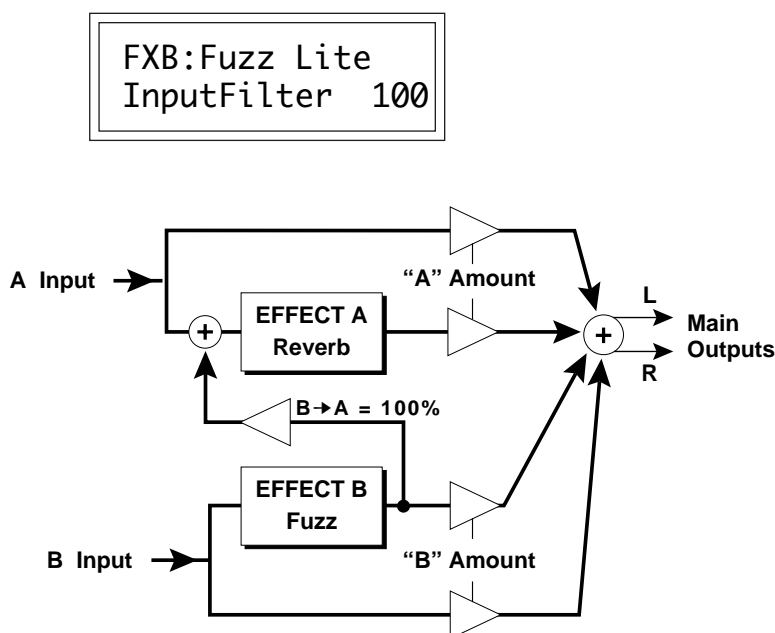 FXB:Fuzz Lite
InputFilter 100
A Input
“A” Amount
L
Main
Outputs
R
+
EFFECT A
Reverb
+
B→A = 100%
EFFECT B
Fuzz
B Input
“B” Amount